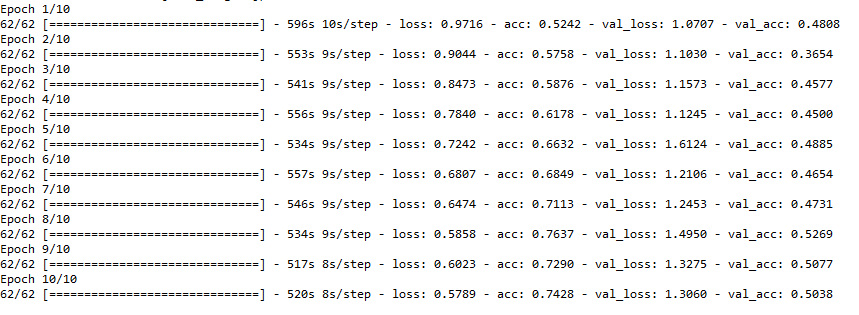 Epoch 1/10
62/62 [==============================] - 596s 10s/step - loss: 0.9716 - acc: 0.5242 - val_loss: 1.0707 - val_acc: 0.4808
Epoch 2/10
62/62 [==============================] - 553s 9s/step - loss: 0.9044 - acc: 0.5758 - val_loss: 1.1030 - val_acc: 0.3654
Epoch 3/10
62/62 [==============================] - 541s 9s/step - loss: 0.8473 - acc: 0.5876 - val_loss: 1.1573 - val_acc: 0.4577
Epoch 4/10
62/62 [==============================] - 556s 9s/step - loss: 0.7840 - acc: 0.6178 - val_loss: 1.1245 - val_acc: 0.4500
Epoch 5/10
62/62 [==============================] - 534s 9s/step - loss: 0.7242 - acc: 0.6632 - val_loss: 1.6124 - val_acc: 0.4885
Epoch 6/10
62/62 [==============================] - 557s 9s/step - loss: 0.6807 - acc: 0.6849 - val_loss: 1.2106 - val_acc: 0.4654
Epoch 7/10
62/62 [==============================] - 546s 9s/step - loss: 0.6474 - acc: 0.7113 - val_loss: 1.2453 - val_acc: 0.4731
Epoch 8/10
62/62 [==============================] - 534s 9s/step - loss: 0.5858 - acc: 0.7637 - val_loss: 1.4950 - val_acc: 0.5269
Epoch 9/10
62/62 [==============================] - 517s 8s/step - loss: 0.6023 - acc: 0.7290 - val_loss: 1.3275 - val_acc: 0.5077
Epoch 10/10
62/62 [==============================] - 520s 8s/step - loss: 0.5789 - acc: 0.7428 - val_loss: 1.3060 - val_acc: 0.5038